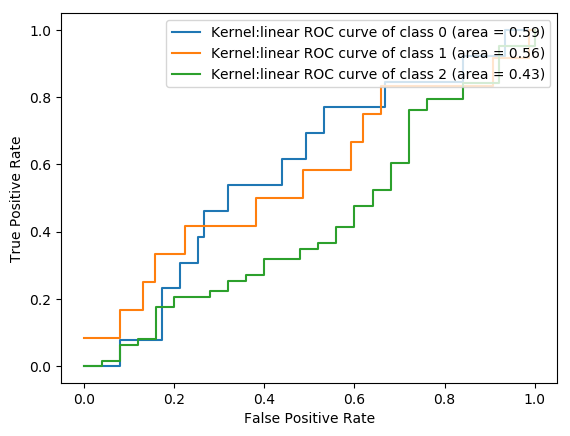 Kernel:linear ROC curve of class 0 (area = 0.59)
Kernel:linear ROC curve of class 1 (area = 0.56)
Kernel:linear ROC curve of class 2 (area = 0.43)
1.0
0.8
0.6
0.4
0.2
0.0
True Positive Rate
0.0 0.2 0.4 0.6 0.8 1.0
False Positive Rate